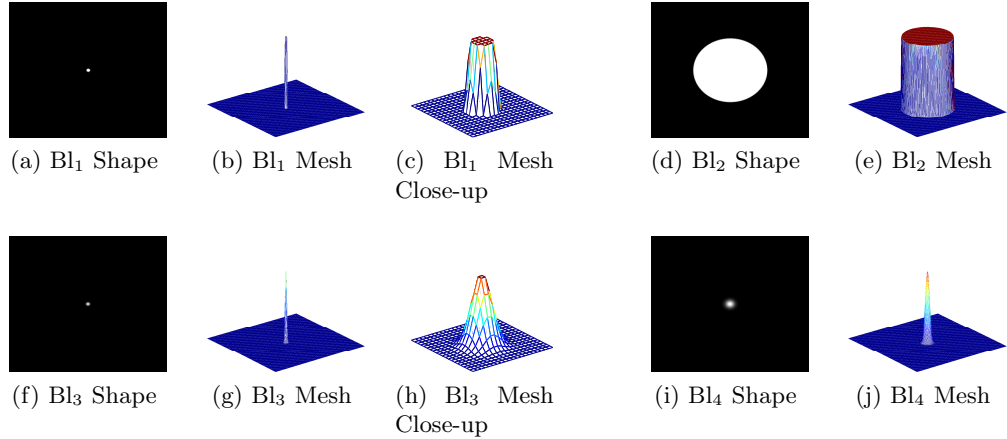 (a) Bl₁ Shape
(b) Bl₁ Mesh
(c) Bl₁ Mesh
Close-up
(d) Bl₂ Shape
(e) Bl₂ Mesh
(f) Bl₃ Shape
(g) Bl₃ Mesh
(h) Bl₃ Mesh
Close-up
(i) Bl₄ Shape
(j) Bl₄ Mesh